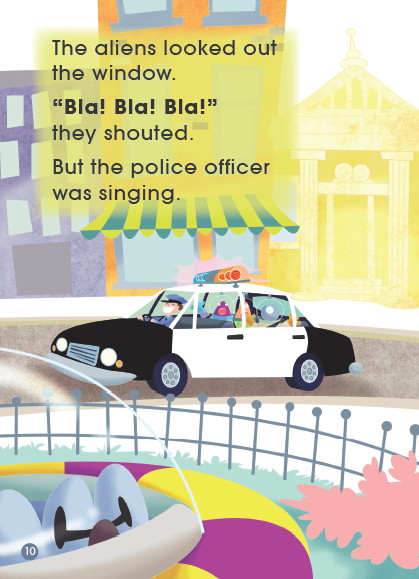 The aliens looked out
the window.
“Bla! Bla! Bla!”
they shouted.
But the police officer
was singing.
10